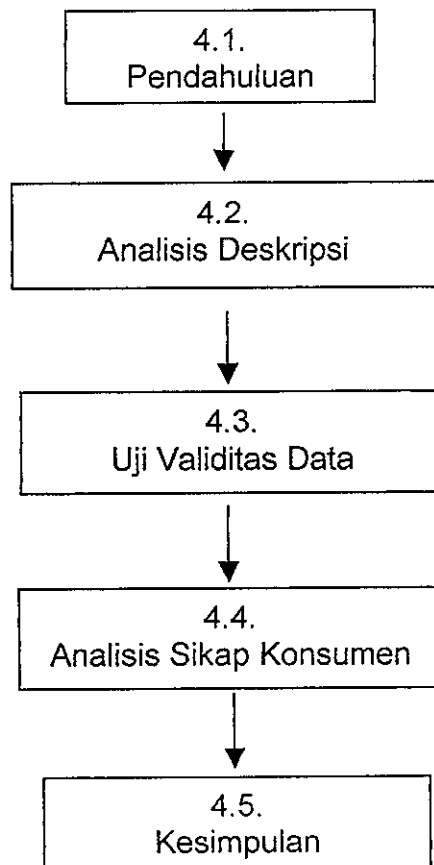 4.1.
Pendahuluan
4.2.
Analisis Deskripsi
4.3.
Uji Validitas Data
4.4.
Analisis Sikap Konsumen
4.5.
Kesimpulan